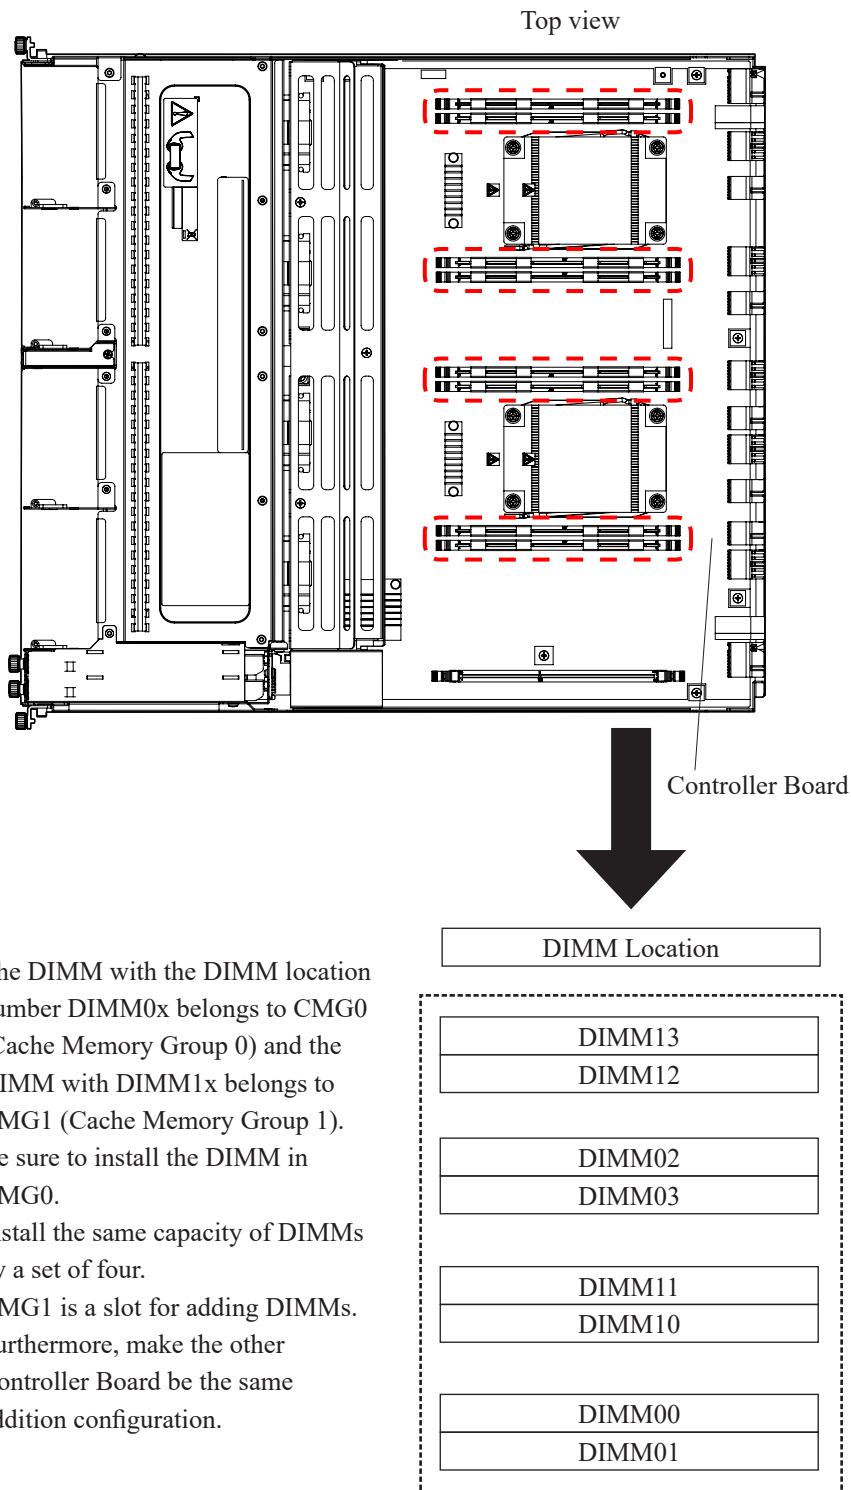 Top view
Controller Board
DIMM Location
he DIMM with the DIMM location
umber DIMM0x belongs to CMG0
Cache Memory Group 0) and the
IMM with DIMM1x belongs to
MG1 (Cache Memory Group 1).
e sure to install the DIMM in
MG0.
nstall the same capacity of DIMMs
y a set of four.
MG1 is a slot for adding DIMMs.
urthermore, make the other
ontroller Board be the same
ddition configuration.
DIMM13
DIMM12
DIMM02
DIMM03
DIMM11
DIMM10
DIMM00
DIMM01